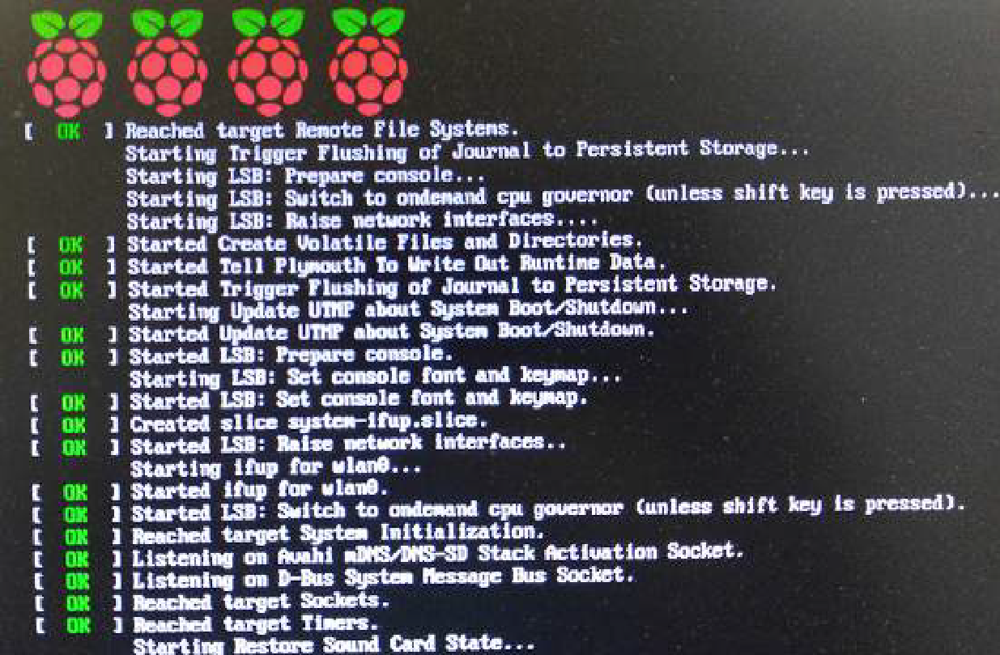 [  OK  ] Reached target Remote File Systems.
Starting Trigger Flushing of Journal to Persistent Storage...
Starting LSB: Prepare console...
Starting LSB: Switch to ondemand cpu governor (unless shift key is pressed)...
Starting LSB: Raise network interfaces....
[  OK  ] Started Create Volatile Files and Directories.
[  OK  ] Started Tell Plymouth To Write Out Runtime Data.
[  OK  ] Started Trigger Flushing of Journal to Persistent Storage.
Starting Update UTMP about System Boot/Shutdown...
[  OK  ] Started Update UTMP about System Boot/Shutdown.
[  OK  ] Started LSB: Prepare console.
Starting LSB: Set console font and keymap...
[  OK  ] Started LSB: Set console font and keymap.
[  OK  ] Created slice system-ifup.slice.
[  OK  ] Started LSB: Raise network interfaces..
Starting ifup for wlan0...
[  OK  ] Started ifup for wlan0.
[  OK  ] Started LSB: Switch to ondemand cpu governor (unless shift key is pressed).
[  OK  ] Reached target System Initialization.
[  OK  ] Listening on Avahi mDNS/DNS-SD Stack Activation Socket.
[  OK  ] Listening on D-Bus System Message Bus Socket.
[  OK  ] Reached target Sockets.
[  OK  ] Reached target Timers.
Starting Restore Sound Card State...